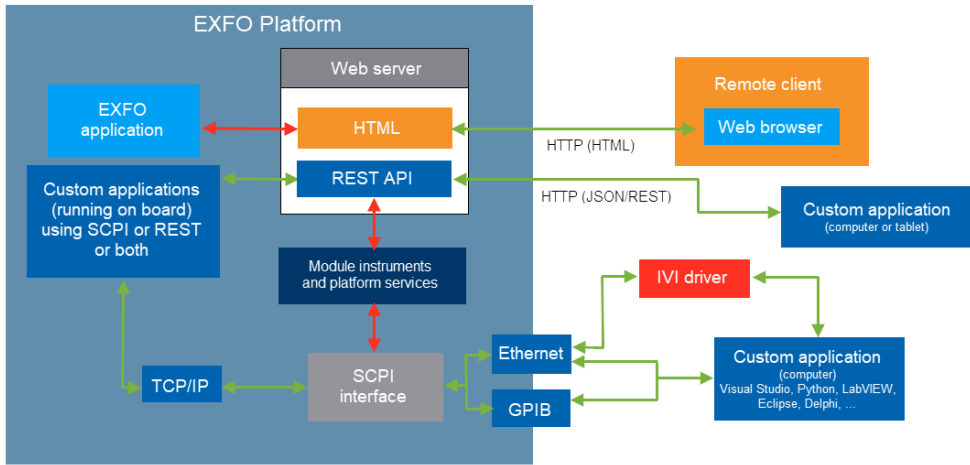 EXFO Platform
Web server
EXFO
application
HTML
HTTP (HTML)
Remote client
Web browser
REST API
HTTP (JSON/REST)
Custom applications
(running on board)
using SCPI or REST
or both
Custom application
(computer or tablet)
Module instruments
and platform services
IVI driver
TCP/IP
SCPI
interface
Ethernet
GPIB
Custom application
(computer)
Visual Studio, Python, LabVIEW,
Eclipse, Delphi, ...